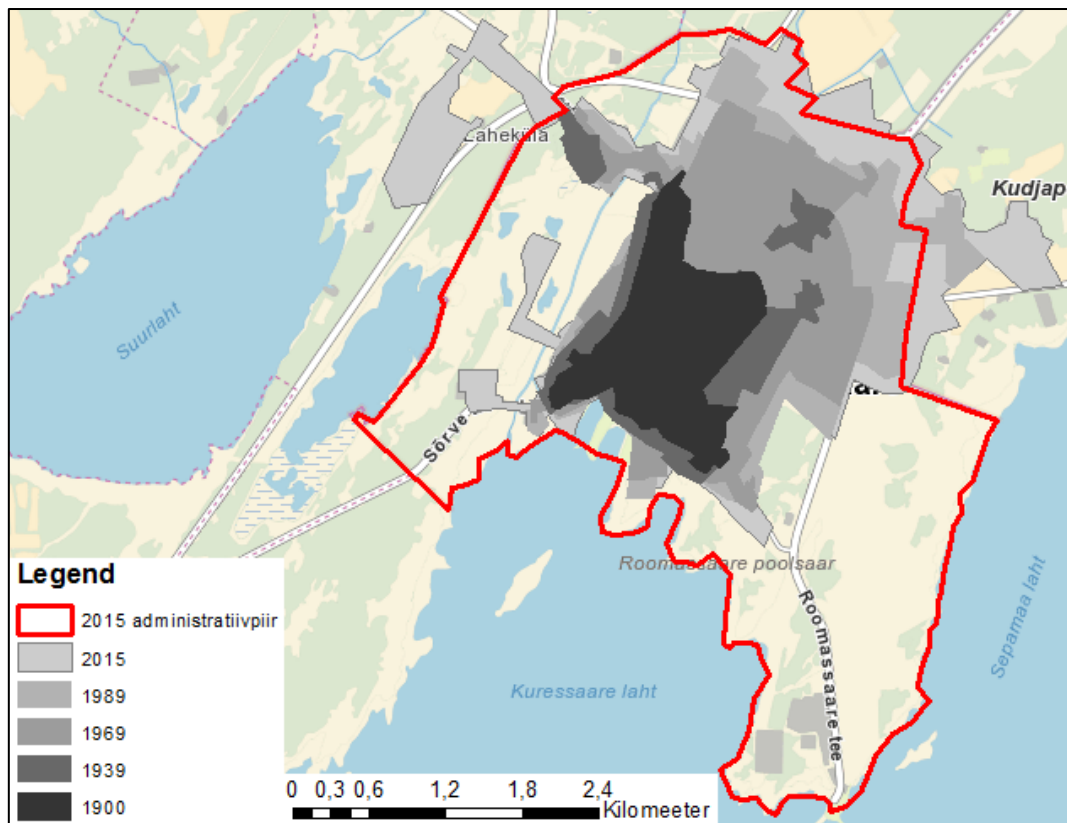 Laheküla
Kudjap
Suurlaht
Sõrve
Roomassaare poolsaar
Roomassaare tee
Kuressaare laht
Sepamaa laht
Legend
2015 administratiivpiir
2015
1989
1969
1939
1900
0 0,3 0,6 1,2 1,8 2,4
Kilomeeter